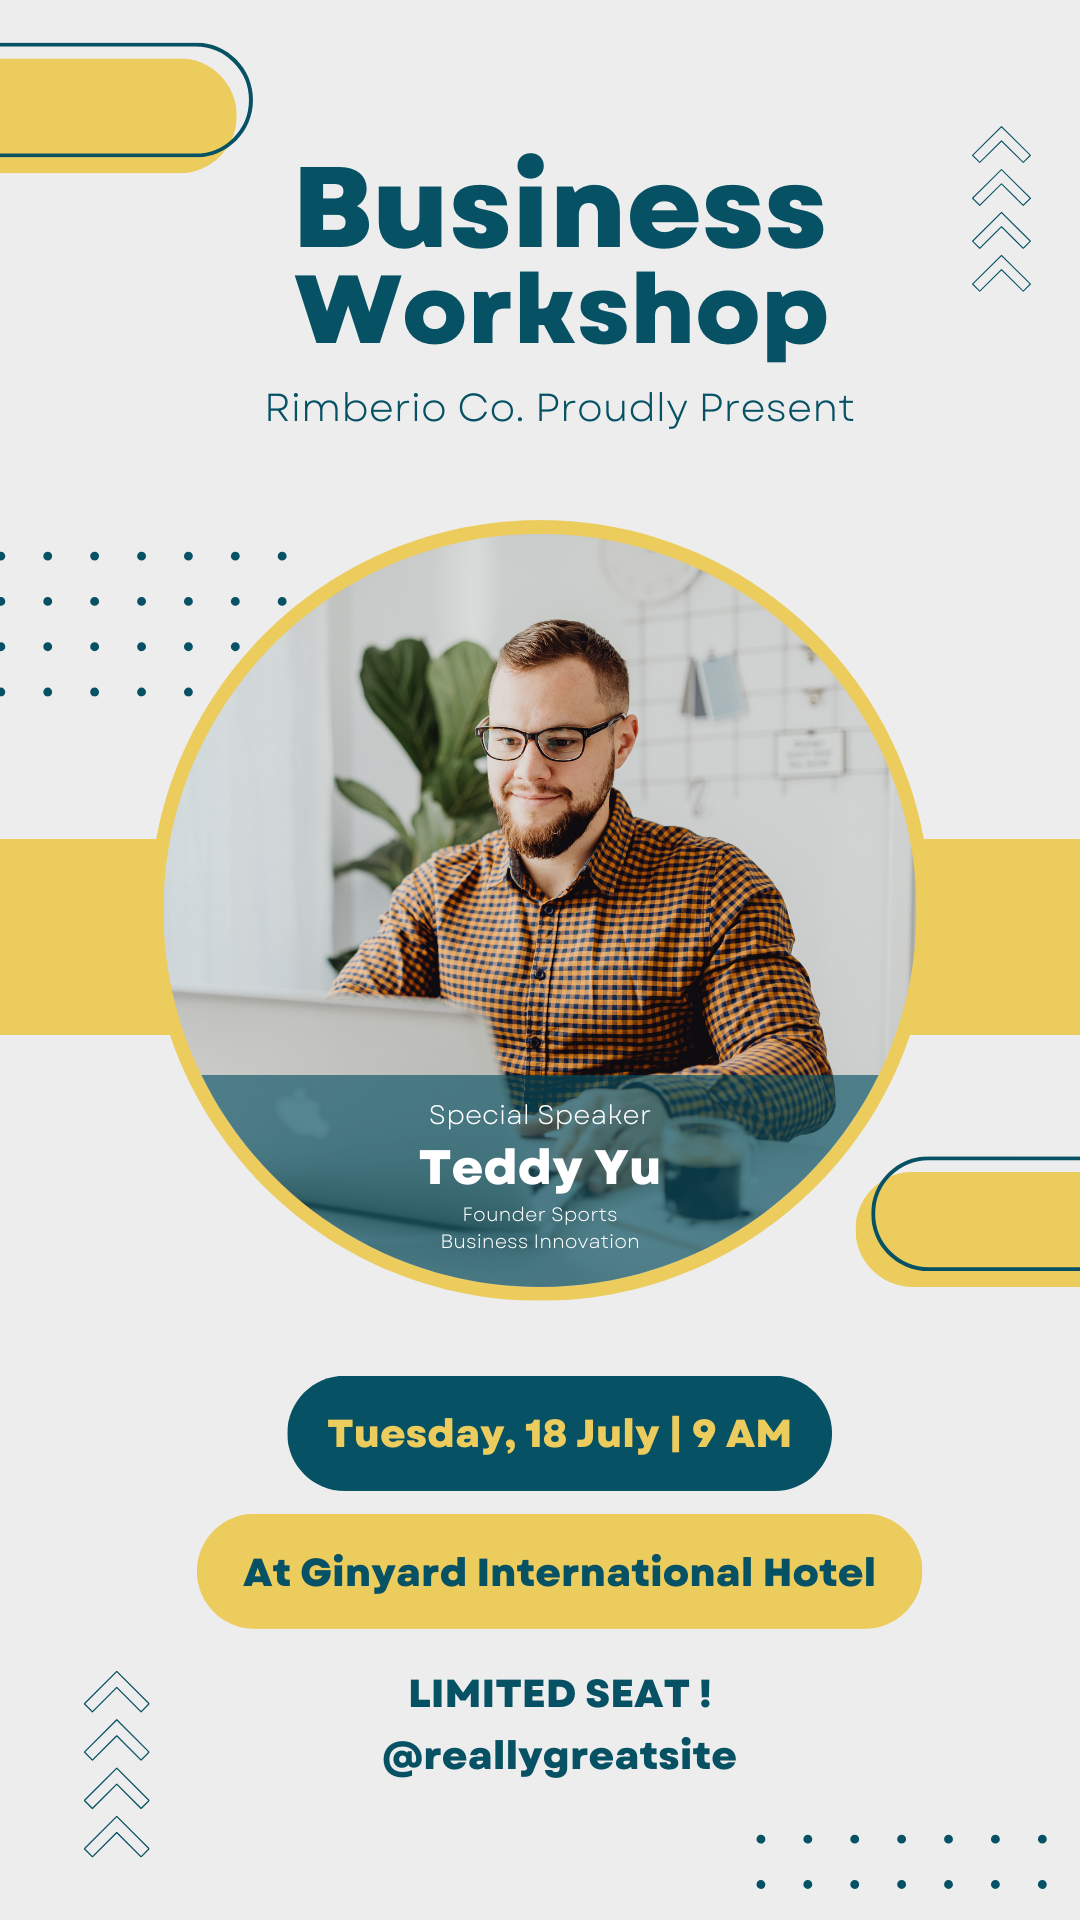 Business
Workshop
Rimberio Co. Proudly Present
Special Speaker
Teddy Yu
Founder Sports
Business Innovation
Tuesday, 18 July | 9 AM
At Ginyard International Hotel
LIMITED SEAT !
@reallygreatsite